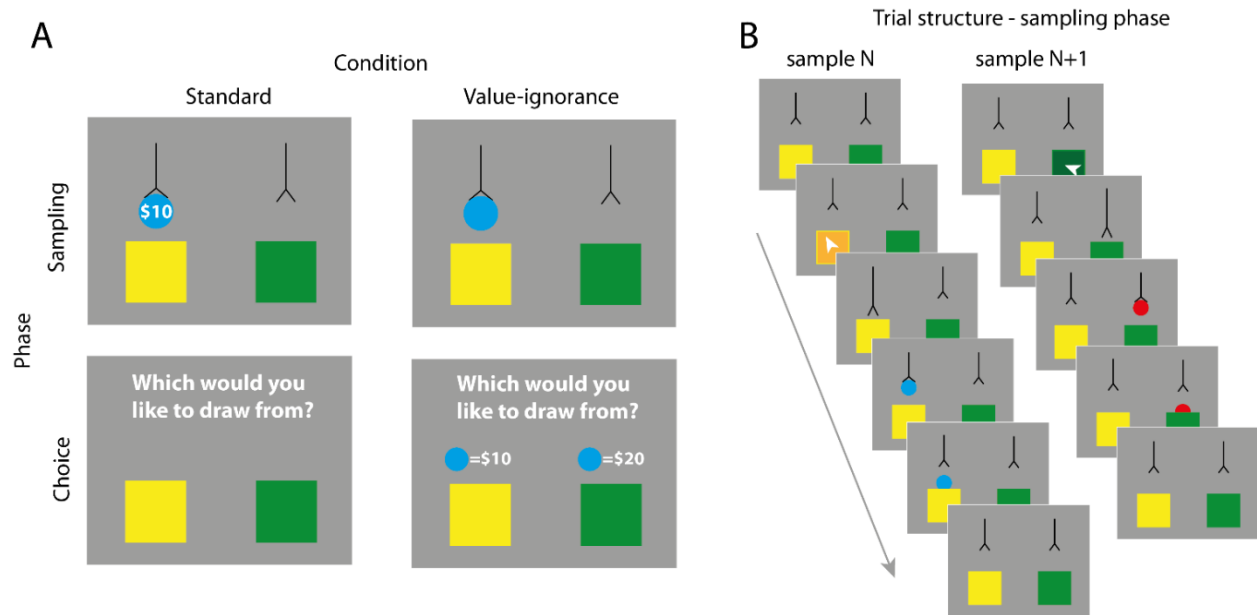 A
Condition
Standard
Value-ignorance
Phase
Sampling
$10
Choice
Which would you
like to draw from?
Which would you
like to draw from?
=$10
=$20
B
Trial structure - sampling phase
sample N
sample N+1